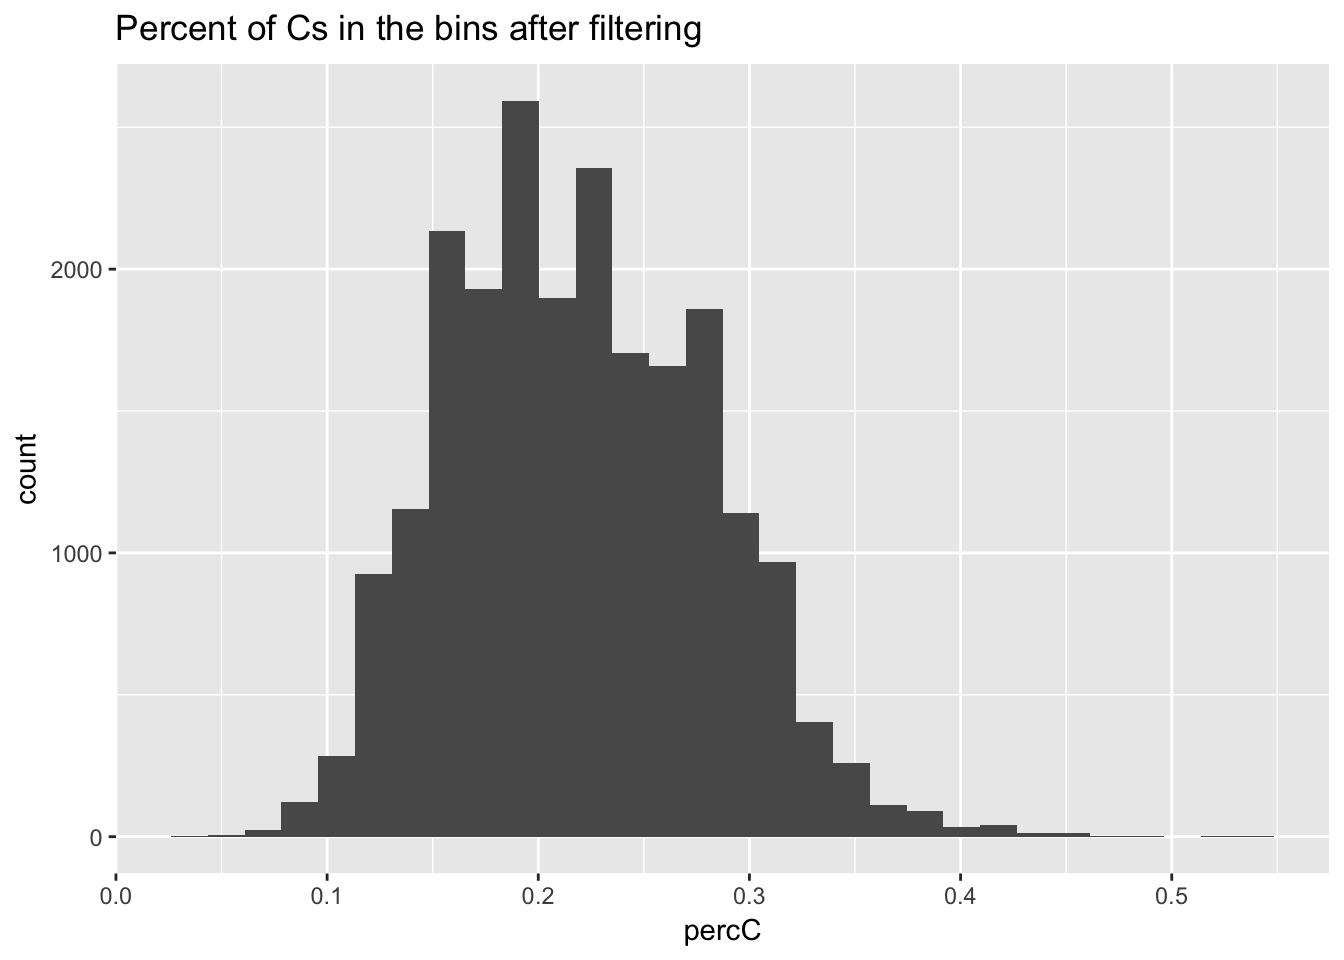 Percent of Cs in the bins after filtering
count
2000
1000
0
0.0 0.1 0.2 0.3 0.4 0.5
percC